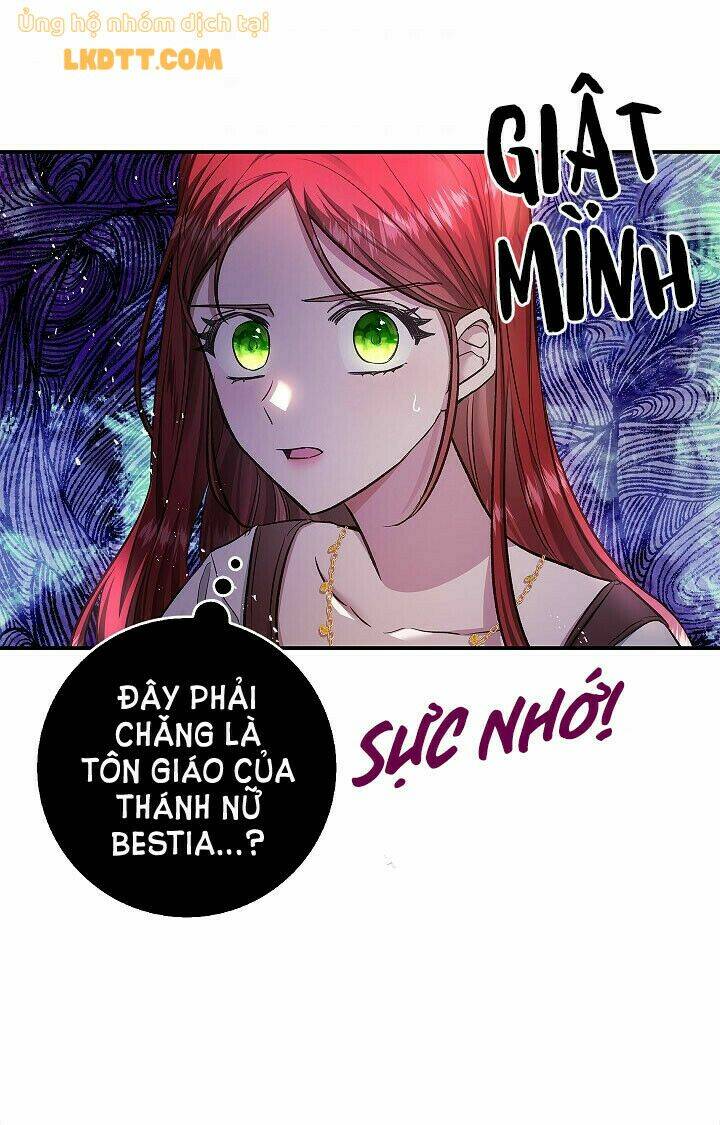 Ủng hộ nhóm dịch tại
LKDTT.COM
GIẬT
MÌNH
ĐÂY PHẢI
CHĂNG LÀ
TÔN GIÁO CỦA
THÁNH NỮ
BESTIA...?
SỰC NHỚ!